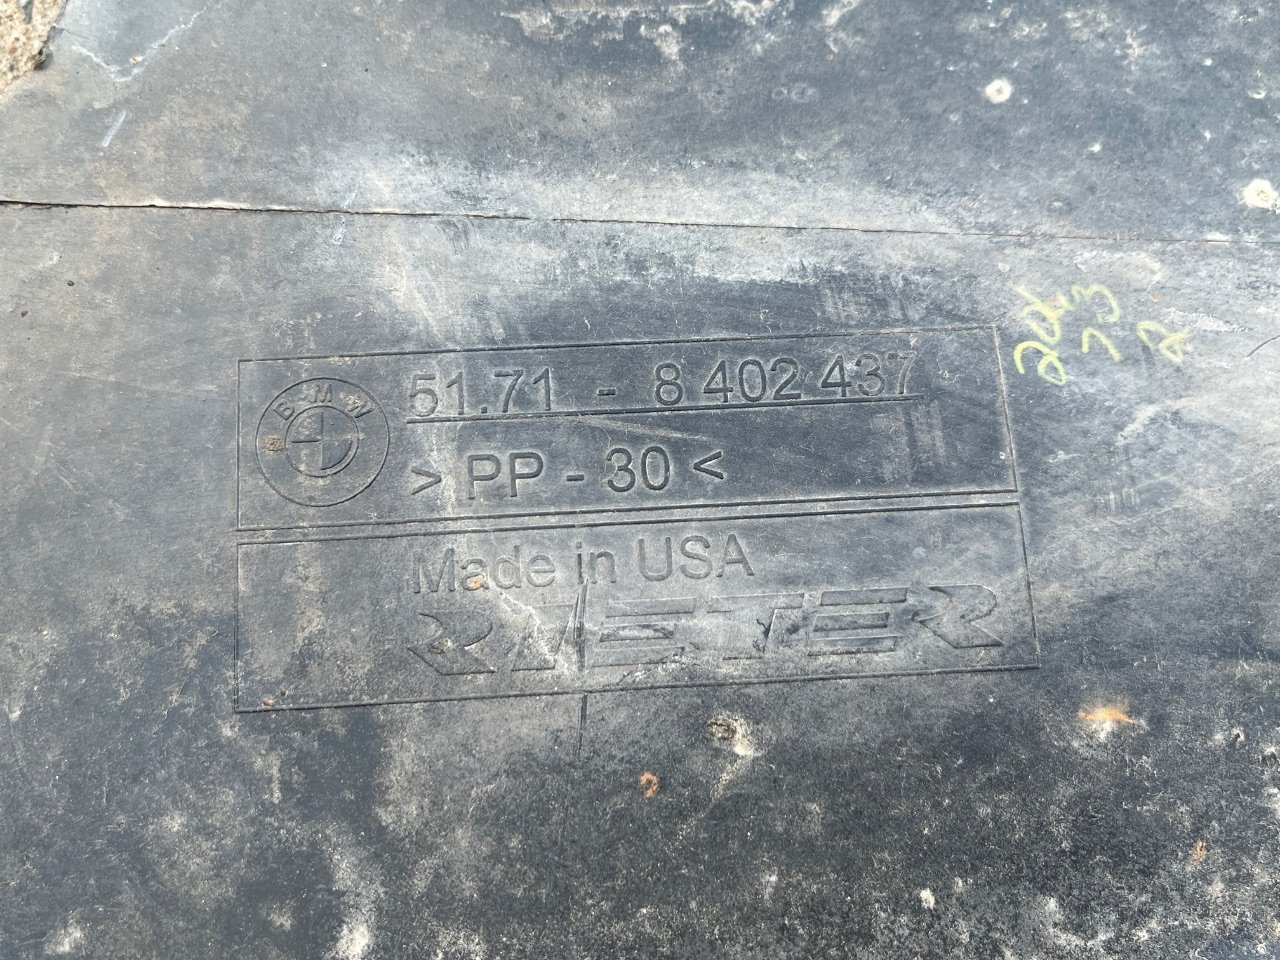 BMW
51.71 - 8 402 437
> PP - 30 <
Made in USA
RIETER